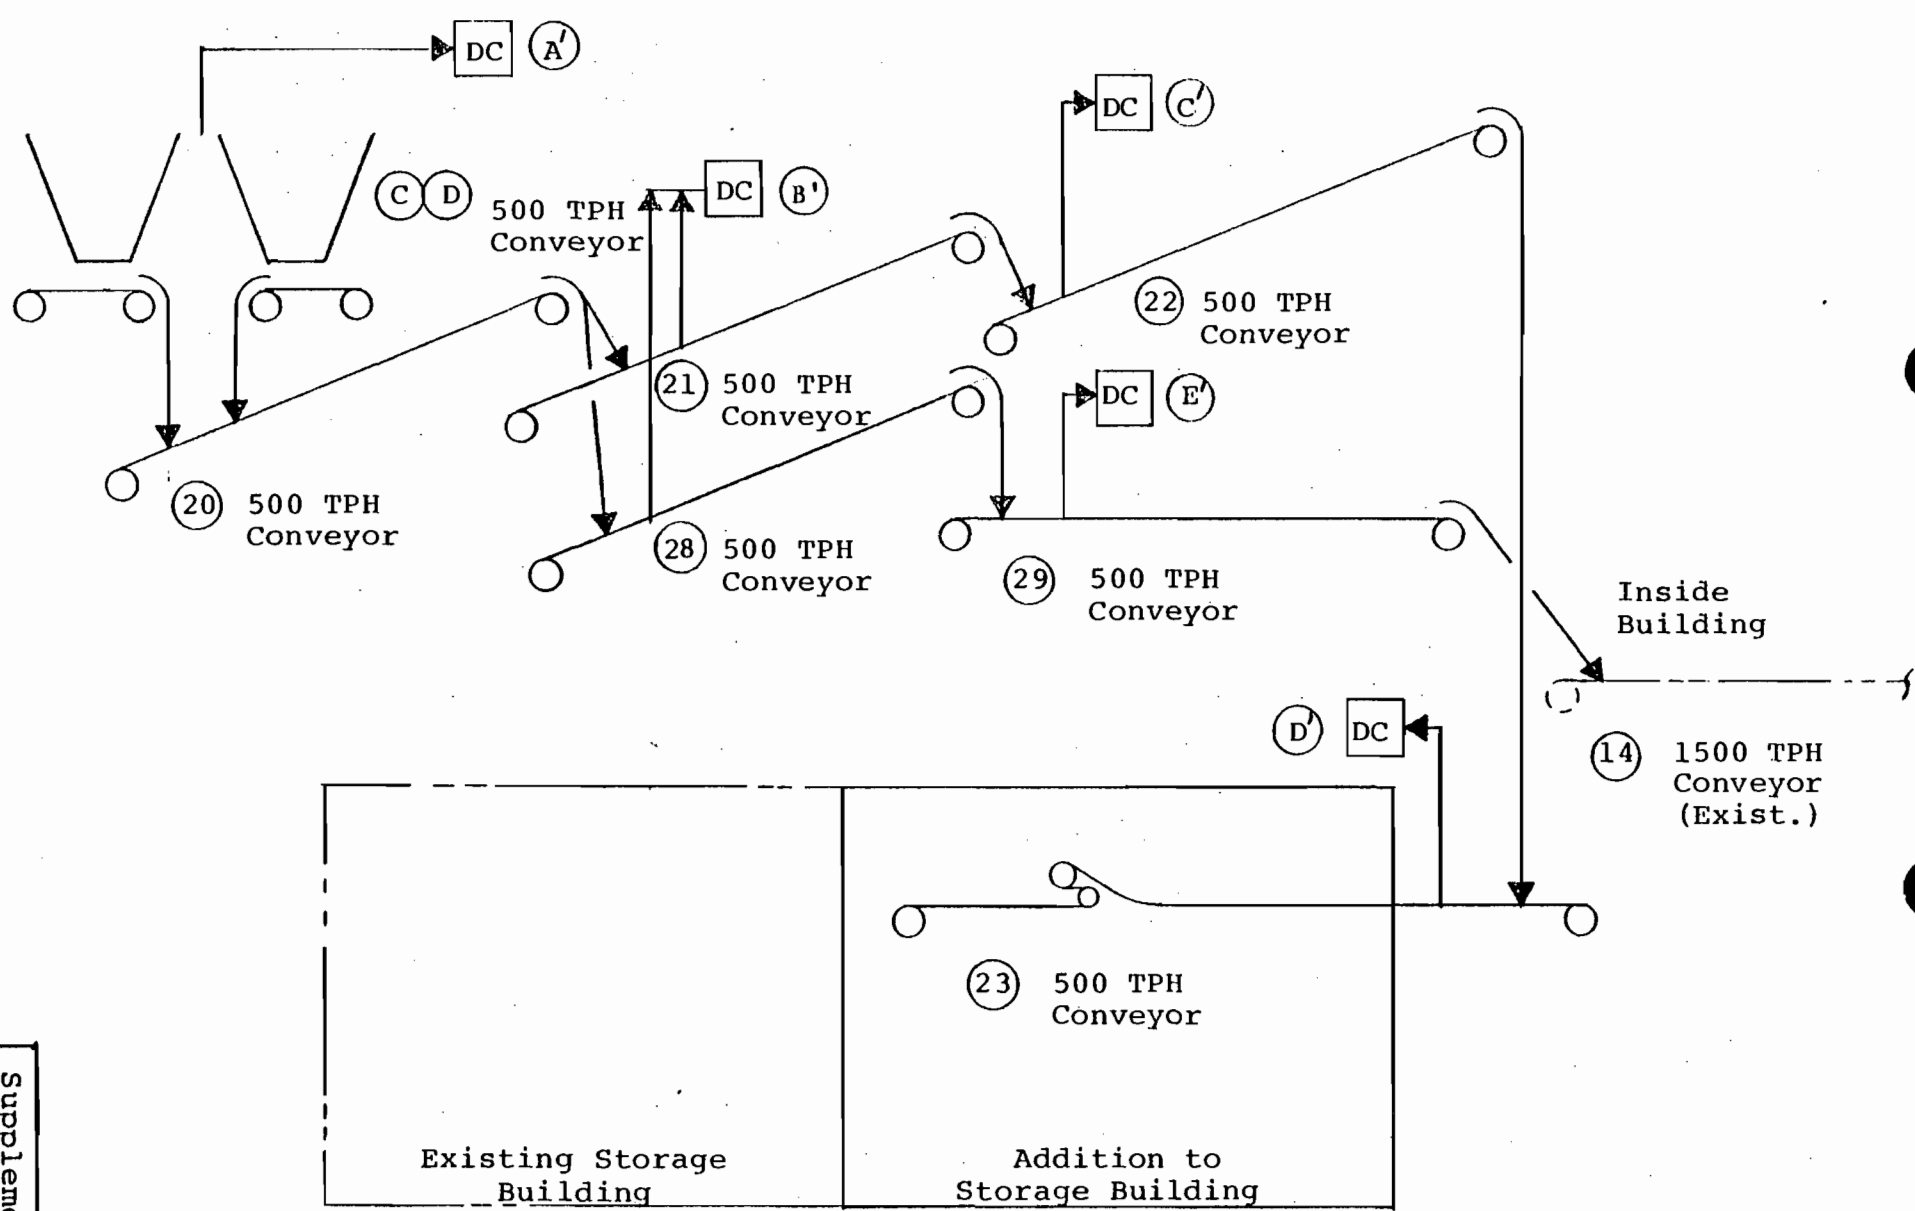 DC A'
DC C'
C D 500 TPH
Conveyor
DC B'
22 500 TPH
Conveyor
21 500 TPH
Conveyor
DC E'
20 500 TPH
Conveyor
28 500 TPH
Conveyor
29 500 TPH
Conveyor
Inside
Building
D' DC
14 1500 TPH
Conveyor
(Exist.)
23 500 TPH
Conveyor
Existing Storage
Building
Addition to
Storage Building